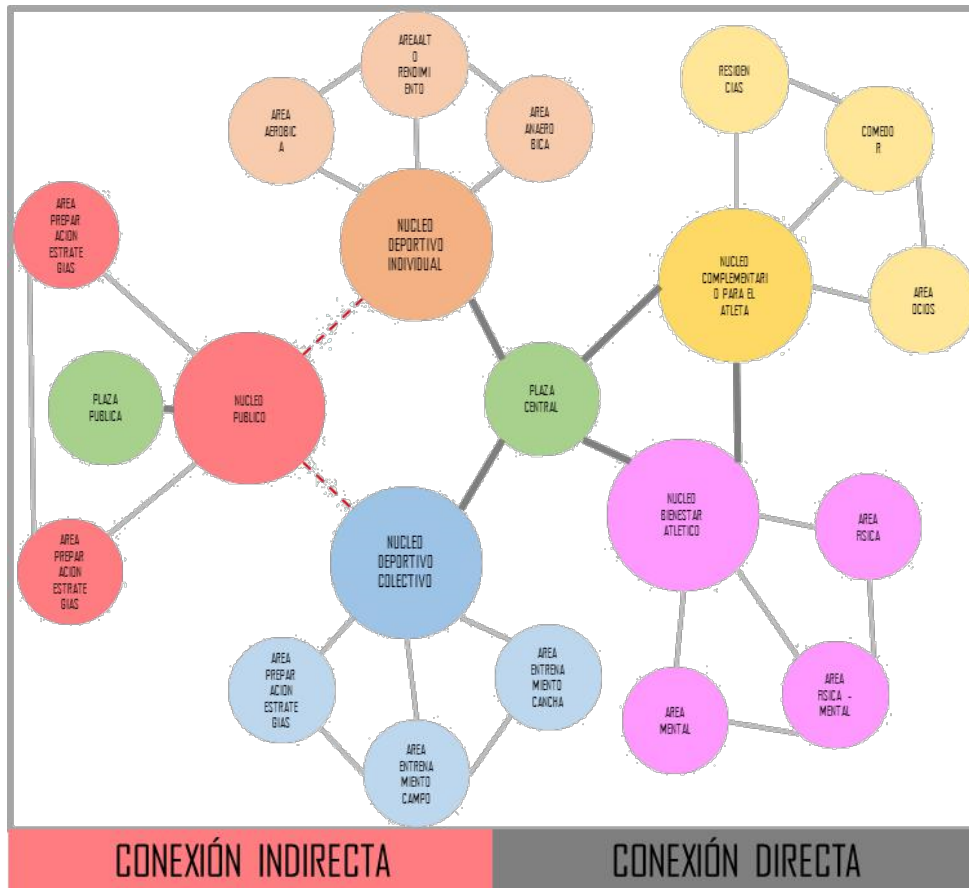 AREA ALT
O
RENDIMI
ENTO
AREA
AEROBIC
A
AREA
ANAERO
BICA
NUCLEO
DEPORTIVO
INDIVIDUAL
RESIDEN
CIAS
COMEDO
R
NUCLEO
COMPLEMENTARI
O PARA EL
ATLETA
AREA
OCIOS
AREA
PREPAR
ACION
ESTRATE
GIAS
PLAZA
PUBLICA
NUCLEO
PUBLICO
PLAZA
CENTRAL
AREA
PREPAR
ACION
ESTRATE
GIAS
NUCLEO
DEPORTIVO
COLECTIVO
NUCLEO
BIENESTAR
ATLETICO
AREA
FISICA
AREA
FISICA -
MENTAL
AREA
MENTAL
AREA
PREPAR
ACION
ESTRATE
GIAS
AREA
ENTRENA
MIENTO
CANCHA
AREA
ENTRENA
MIENTO
CAMPO
CONEXIÓN INDIRECTA
CONEXIÓN DIRECTA